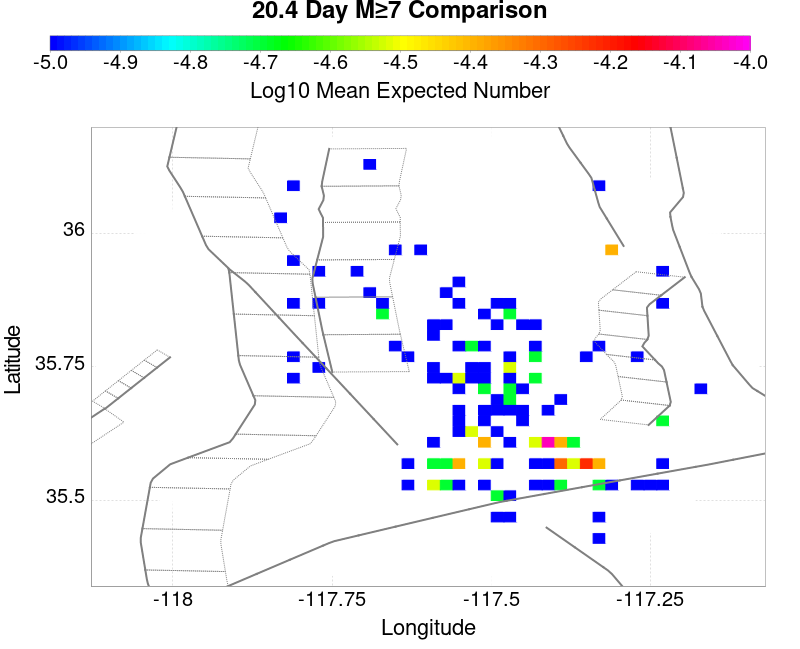 20.4 Day M≥7 Comparison
-5.0 -4.9 -4.8 -4.7 -4.6 -4.5 -4.4 -4.3 -4.2 -4.1 -4.0
Log10 Mean Expected Number
36
35.75
35.5
Latitude
-118 -117.75 -117.5 -117.25
Longitude